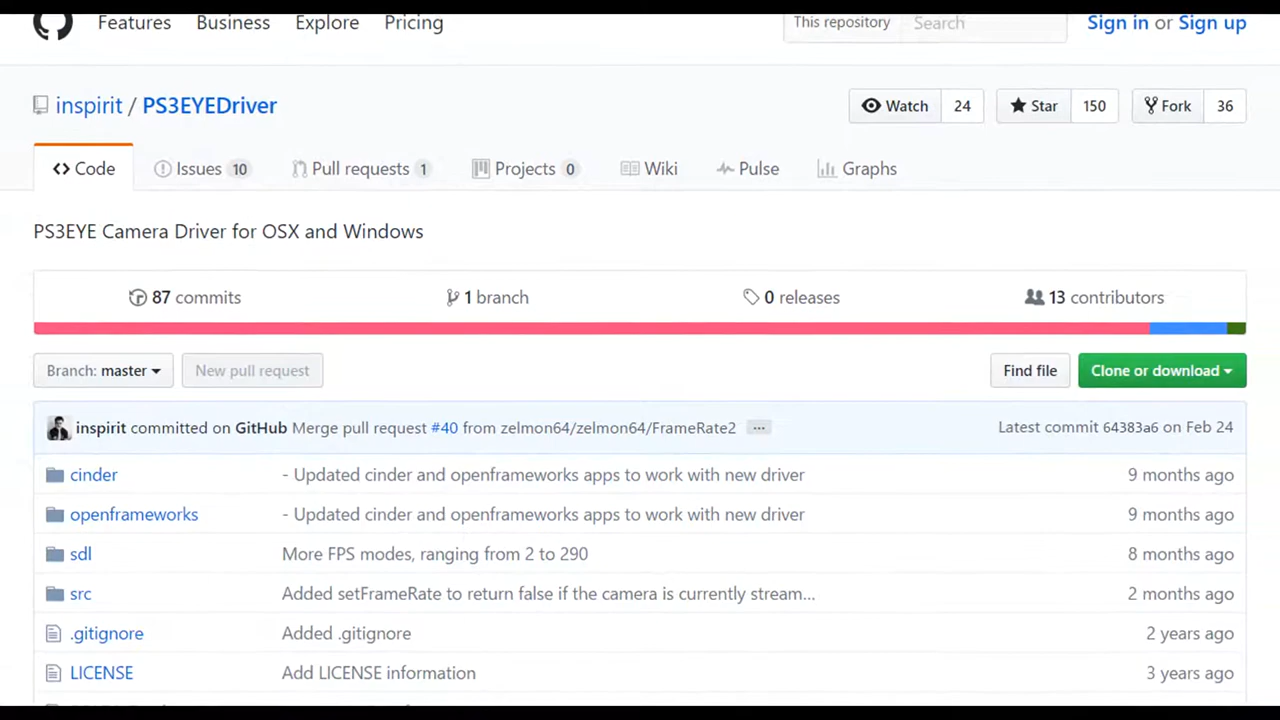 Features Business Explore Pricing This repository Search Sign in or Sign up
inspirit / PS3EYEDriver Watch 24 Star 150 Fork 36
Code Issues 10 Pull requests 1 Projects 0 Wiki Pulse Graphs
PS3EYE Camera Driver for OSX and Windows
87 commits 1 branch 0 releases 13 contributors
Branch: master New pull request Find file Clone or download
inspirit committed on GitHub Merge pull request #40 from zelmon64/zelmon64/FrameRate2 ... Latest commit 64383a6 on Feb 24
cinder - Updated cinder and openframeworks apps to work with new driver 9 months ago
openframeworks - Updated cinder and openframeworks apps to work with new driver 9 months ago
sdl More FPS modes, ranging from 2 to 290 8 months ago
src Added setFrameRate to return false if the camera is currently stream... 2 months ago
.gitignore Added .gitignore 2 years ago
LICENSE Add LICENSE information 3 years ago